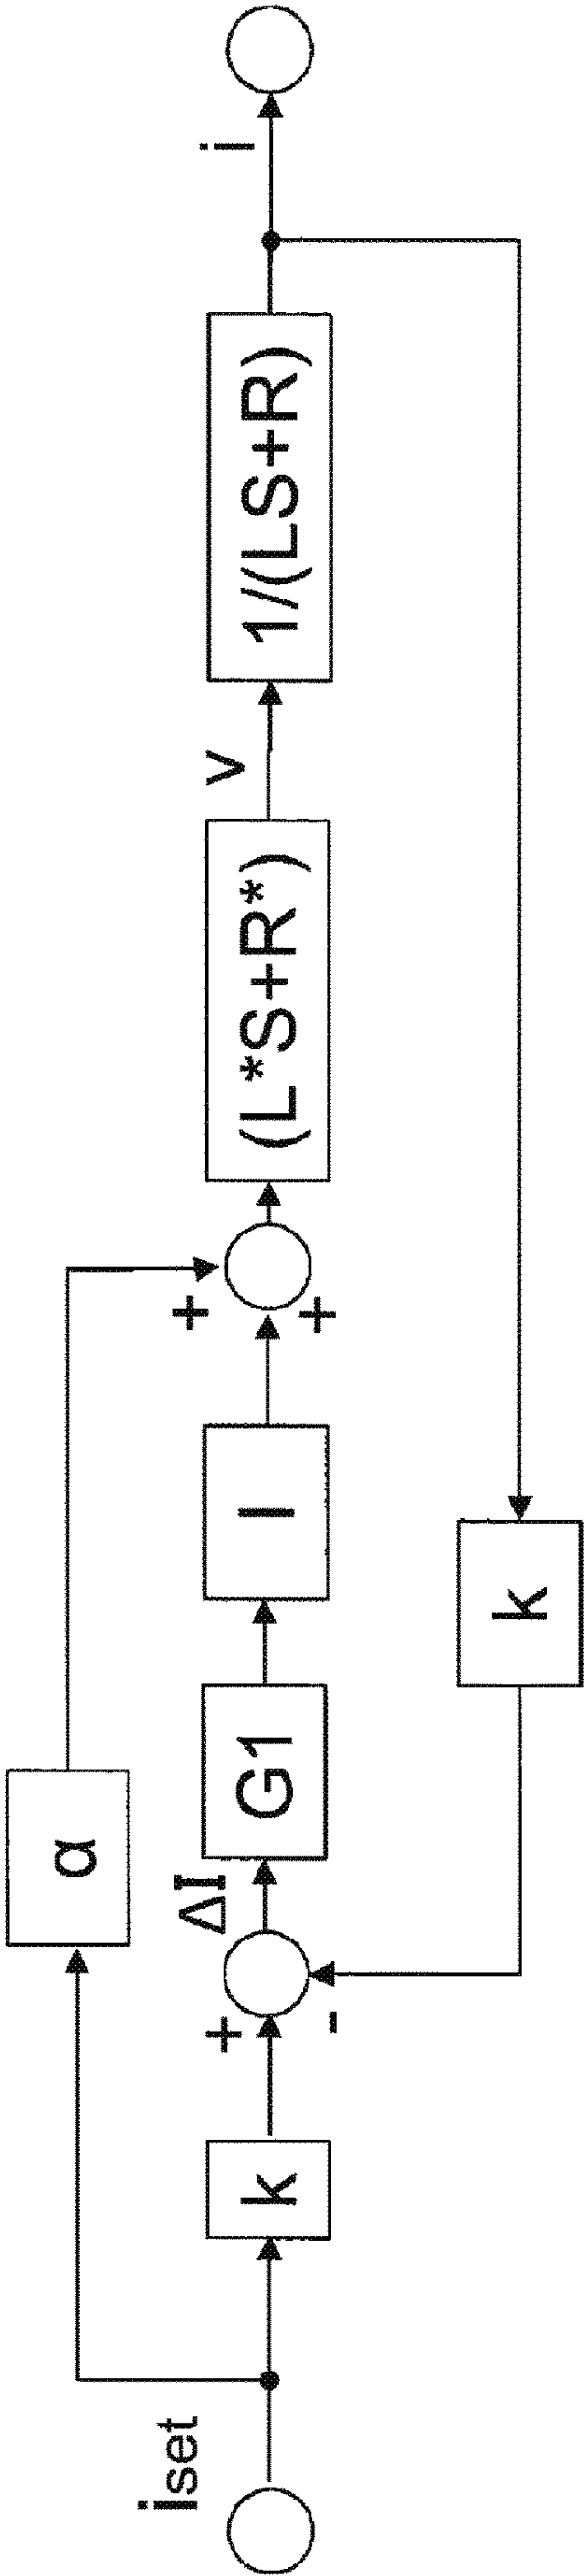 iset
k
+
-
ΔI
α
G1
I
+
+
(L*S+R*)
v
1/(LS+R)
i
k